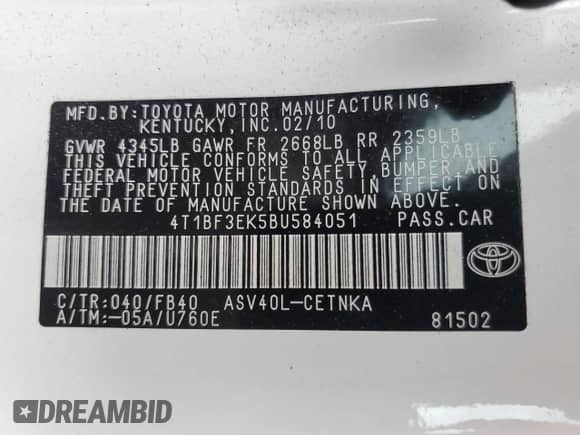 MFD. BY: TOYOTA MOTOR MANUFACTURING,
KENTUCKY, INC. 02/10
GVWR 4345LB GAWR FR 2668LB RR 2359LB
THIS VEHICLE CONFORMS TO ALL APPLICABLE
FEDERAL MOTOR VEHICLE SAFETY, BUMPER, AND
THEFT PREVENTION STANDARDS IN EFFECT ON
THE DATE OF MANUFACTURE SHOWN ABOVE.
4T1BF3EK5BU584051 PASS. CAR
C/TR: 040/FB40 ASV40L-CETNKA
A/TM: -05A/U760E 81502
TOYOTA
DREAMBID